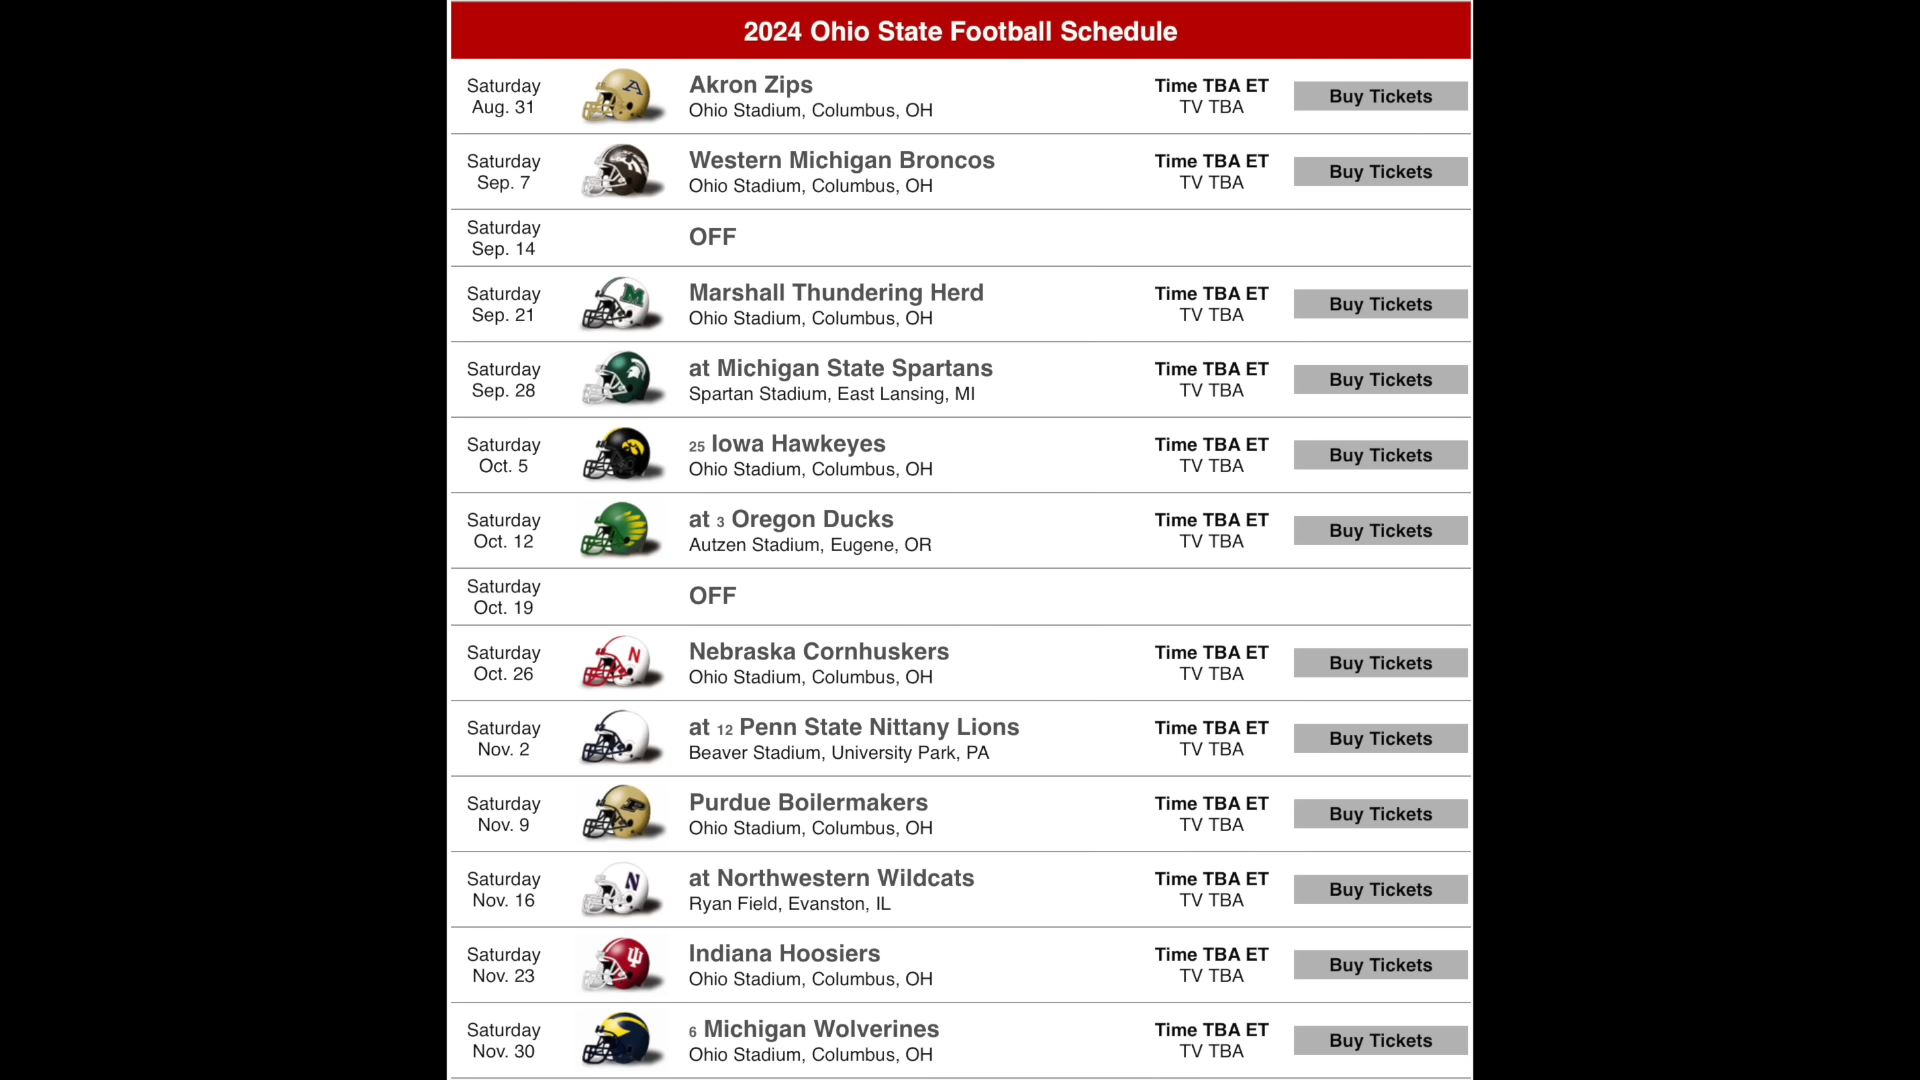 2024 Ohio State Football Schedule
Saturday
Aug. 31
A
Akron Zips
Ohio Stadium, Columbus, OH
Time TBA ET
TV TBA
Buy Tickets
Saturday
Sep. 7
Western Michigan Broncos
Ohio Stadium, Columbus, OH
Time TBA ET
TV TBA
Buy Tickets
Saturday
Sep. 14
OFF
Saturday
Sep. 21
M
Marshall Thundering Herd
Ohio Stadium, Columbus, OH
Time TBA ET
TV TBA
Buy Tickets
Saturday
Sep. 28
at Michigan State Spartans
Spartan Stadium, East Lansing, MI
Time TBA ET
TV TBA
Buy Tickets
Saturday
Oct. 5
25 Iowa Hawkeyes
Ohio Stadium, Columbus, OH
Time TBA ET
TV TBA
Buy Tickets
Saturday
Oct. 12
at 3 Oregon Ducks
Autzen Stadium, Eugene, OR
Time TBA ET
TV TBA
Buy Tickets
Saturday
Oct. 19
OFF
Saturday
Oct. 26
N
Nebraska Cornhuskers
Ohio Stadium, Columbus, OH
Time TBA ET
TV TBA
Buy Tickets
Saturday
Nov. 2
at 12 Penn State Nittany Lions
Beaver Stadium, University Park, PA
Time TBA ET
TV TBA
Buy Tickets
Saturday
Nov. 9
P
Purdue Boilermakers
Ohio Stadium, Columbus, OH
Time TBA ET
TV TBA
Buy Tickets
Saturday
Nov. 16
N
at Northwestern Wildcats
Ryan Field, Evanston, IL
Time TBA ET
TV TBA
Buy Tickets
Saturday
Nov. 23
Indiana Hoosiers
Ohio Stadium, Columbus, OH
Time TBA ET
TV TBA
Buy Tickets
Saturday
Nov. 30
6 Michigan Wolverines
Ohio Stadium, Columbus, OH
Time TBA ET
TV TBA
Buy Tickets